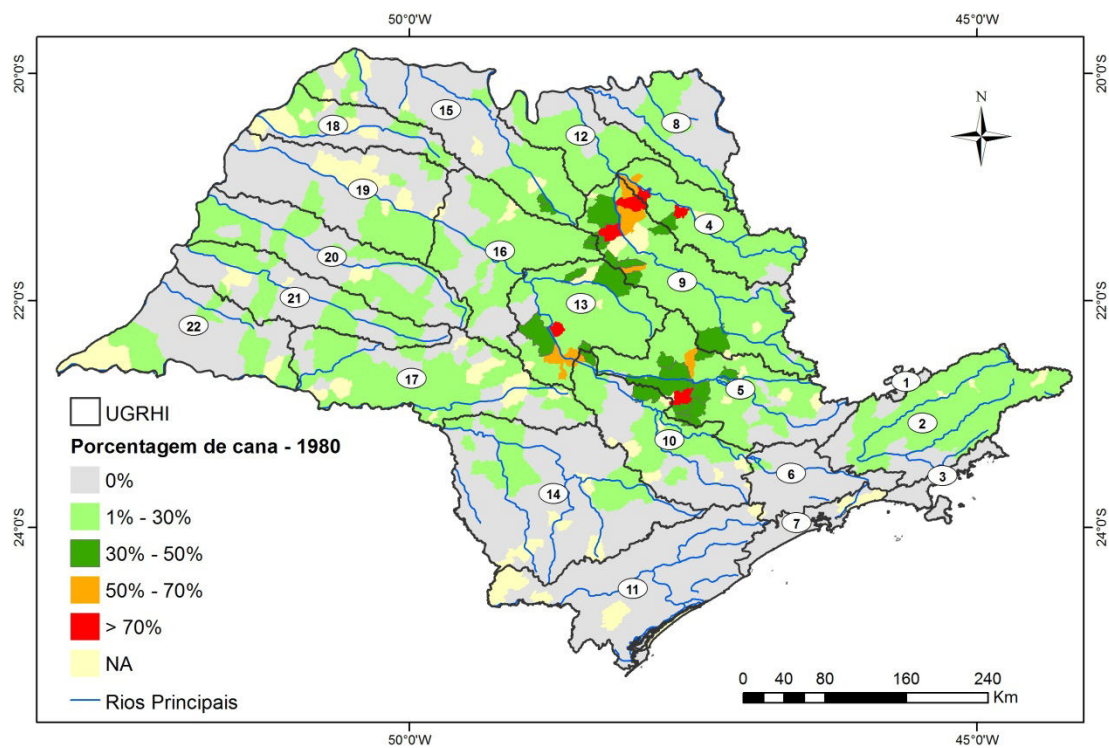 50°0'W
45°0'W
20°0'S
20°0'S
N
15
8
18
12
19
4
16
20
9
13
21
22
22°0'S
22°0'S
17
1
5
2
UGRHI
10
Porcentagem de cana - 1980
6
3
0%
14
1% - 30%
7
24°0'S
24°0'S
30% - 50%
11
50% - 70%
> 70%
NA
0 40 80 160 240
Km
Rios Principais
50°0'W
45°0'W